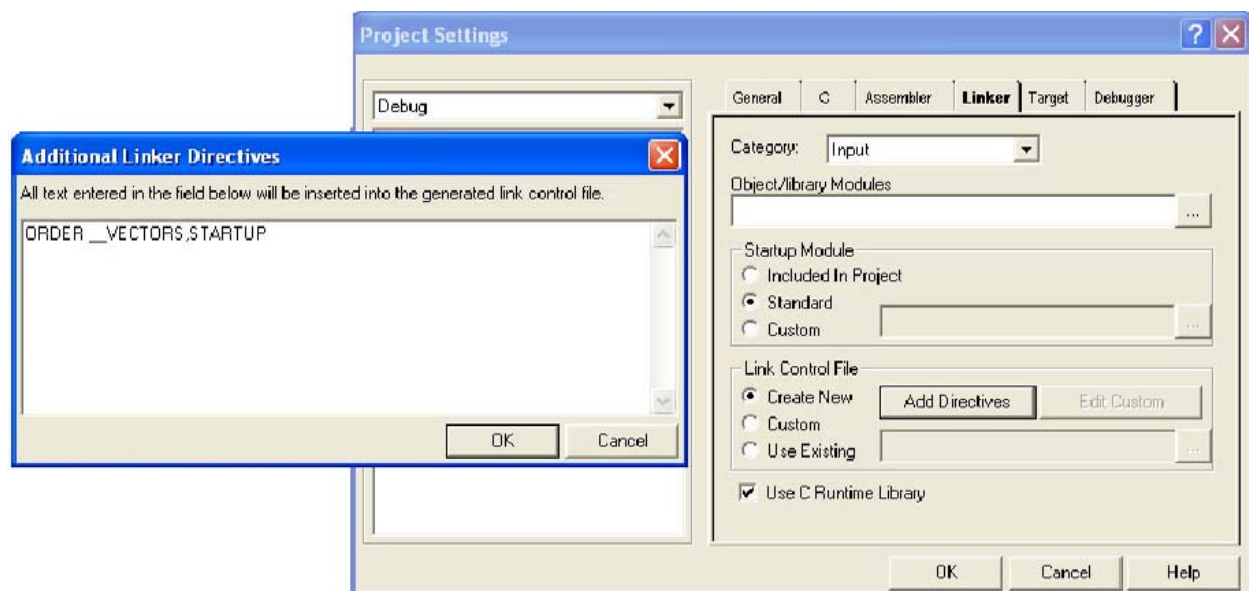 Project Settings
Debug
General C Assembler Linker Target Debugger
Category: Input
Object/library Modules
...
Startup Module
Included In Project
Standard
Custom
...
Link Control File
Create New Add Directives Edit Custom
Custom
Use Existing
...
Use C Runtime Library
OK Cancel Help
Additional Linker Directives
All text entered in the field below will be inserted into the generated link control file.
ORDER __VECTORS,STARTUP
OK Cancel